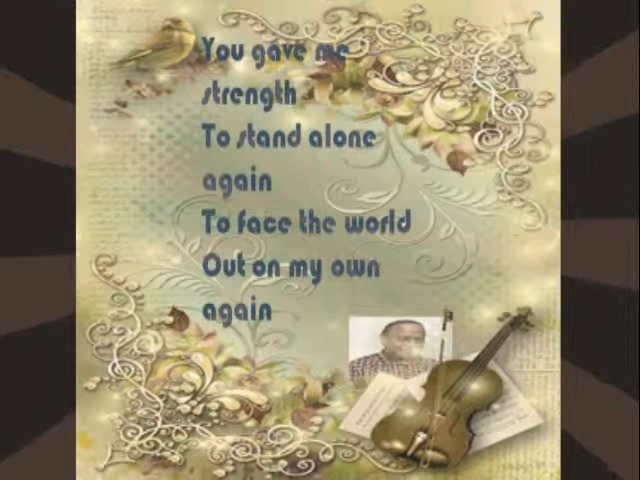 You gave me
strength
To stand alone
again
To face the world
Out on my own
again